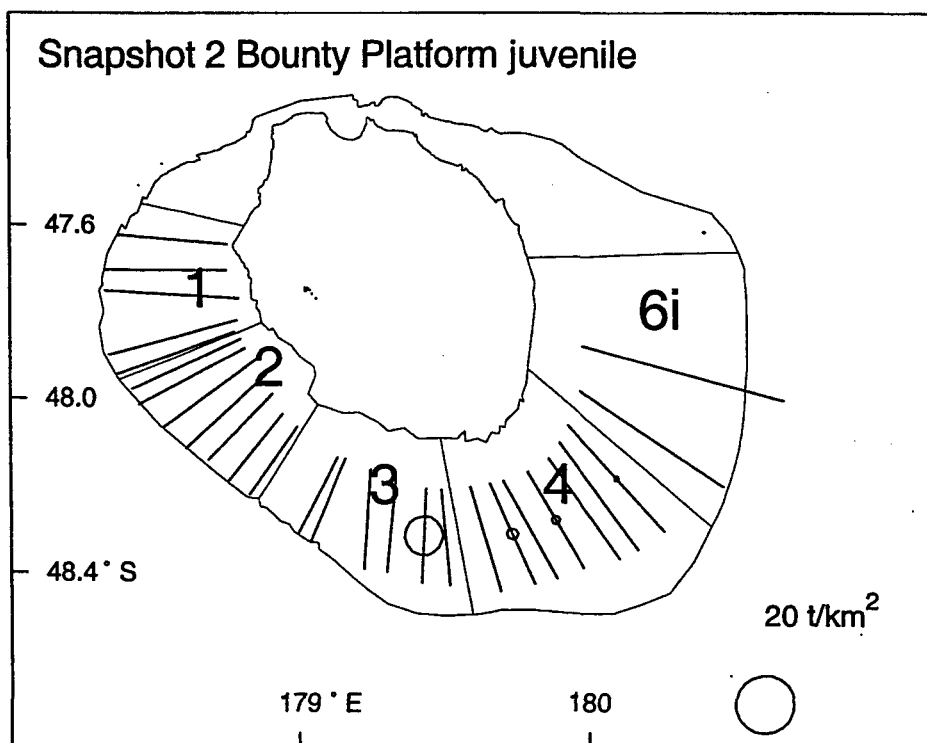 Snapshot 2 Bounty Platform juvenile
47.6
1
6i
2
48.0
3
4
48.4° S
20 t/km²
179° E
180